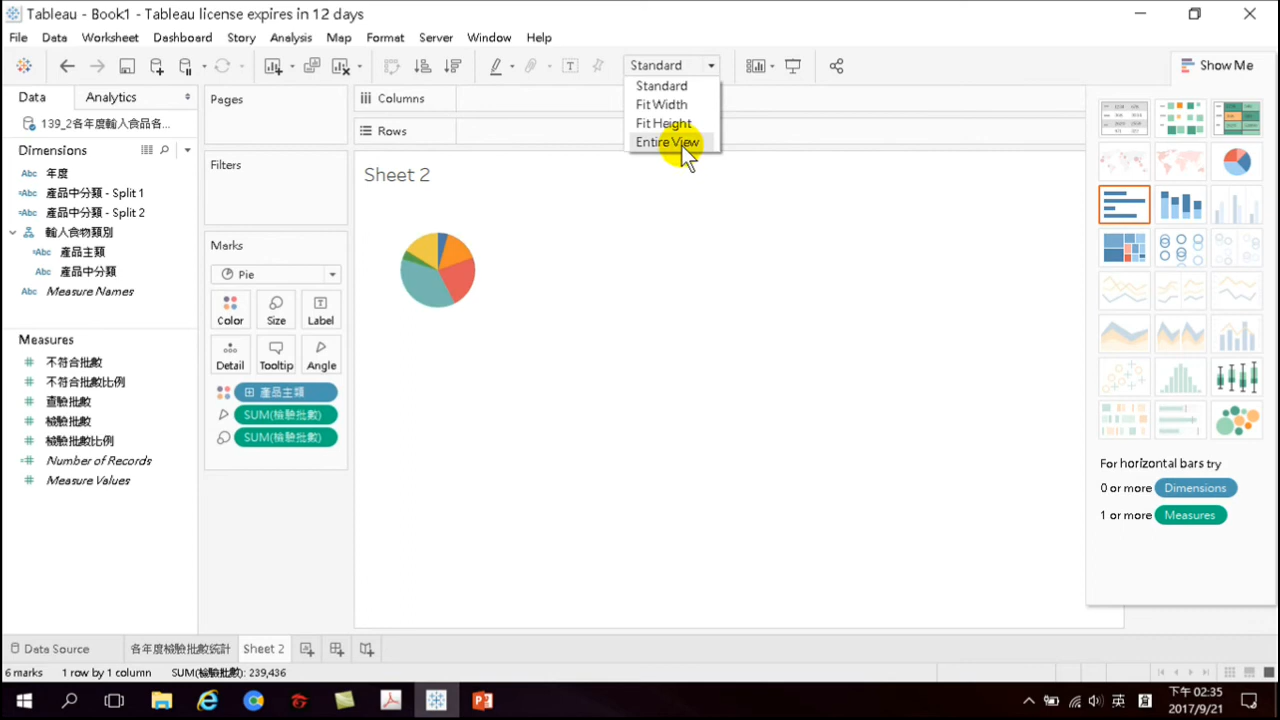 Tableau - Book1 - Tableau license expires in 12 days
File Data Worksheet Dashboard Story Analysis Map Format Server Window Help
Standard
Show Me
Standard
Fit Width
Fit Height
Entire View
Data
Analytics
139_2各年度輸入食品各...
Dimensions
Abc 年度
Abc 產品中分類 - Split 1
Abc 產品中分類 - Split 2
輸入食物類別
Abc 產品主類
Abc 產品中分類
Abc Measure Names
Measures
不符合批數
不符合批數比例
查驗批數
檢驗批數
檢驗批數比例
Number of Records
Measure Values
Pages
Filters
Marks
Pie
Color Size Label
Detail Tooltip Angle
產品主類
SUM(檢驗批數)
SUM(檢驗批數)
Columns
Rows
Sheet 2
For horizontal bars try
0 or more Dimensions
1 or more Measures
Data Source
各年度檢驗批數統計
Sheet 2
6 marks 1 row by 1 column SUM(檢驗批數): 239,436
英
下午 02:35
2017/9/21